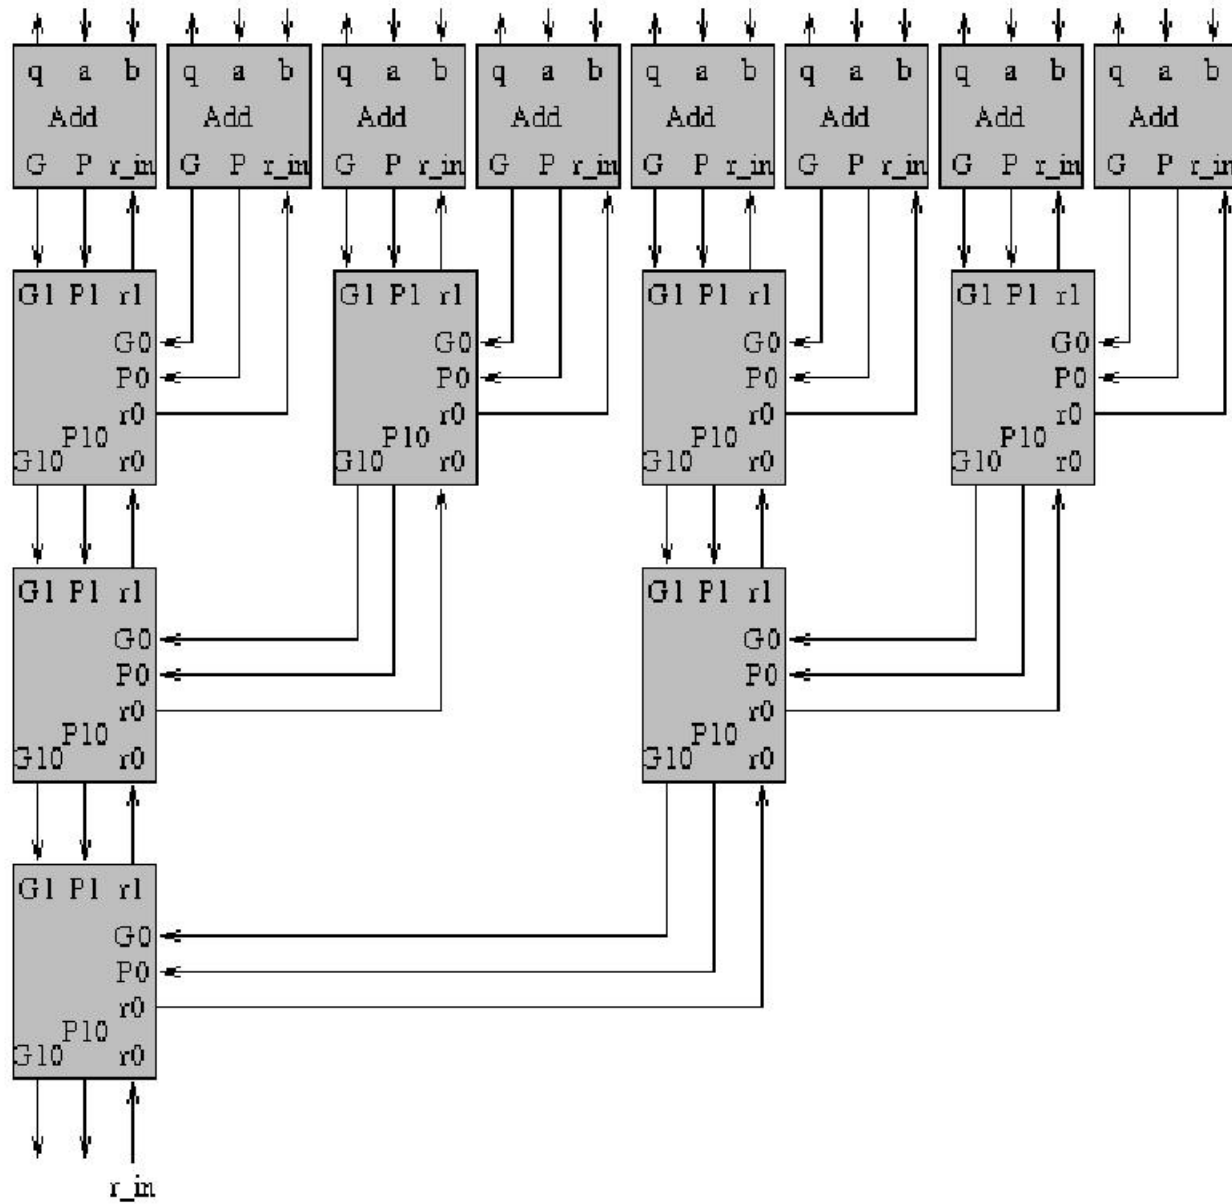 q a b q a b q a b q a b q a b q a b q a b q a b
Add Add Add Add Add Add Add Add
G P r_in G P r_in G P r_in G P r_in G P r_in G P r_in G P r_in G P r_in
G1 P1 r1 G1 P1 r1 G1 P1 r1 G1 P1 r1
G0 G0 G0 G0
P0 P0 P0 P0
r0 r0 r0 r0
P10 P10 P10 P10
G10 r0 G10 r0 G10 r0 G10 r0
G1 P1 r1 G1 P1 r1
G0 G0
P0 P0
r0 r0
P10 P10
G10 r0 G10 r0
G1 P1 r1
G0
P0
r0
P10
G10 r0
r_in